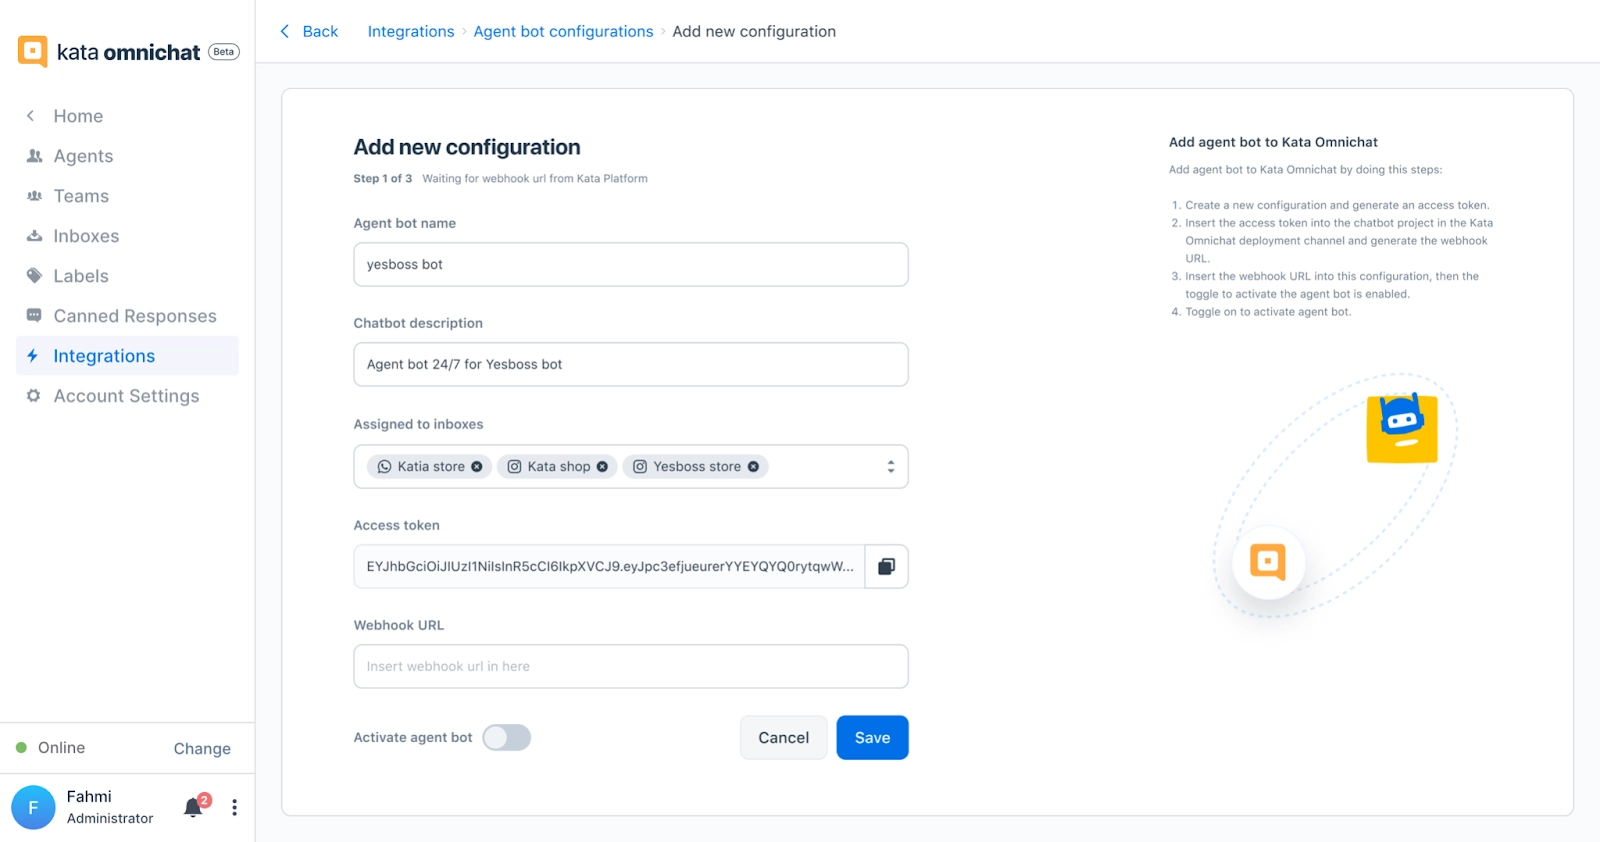 kata omnichat Beta
Home
Agents
Teams
Inboxes
Labels
Canned Responses
Integrations
Account Settings
Online
Change
F
Fahmi
Administrator
2
Back
Integrations
Agent bot configurations
Add new configuration
Add new configuration
Step 1 of 3 Waiting for webhook url from Kata Platform
Agent bot name
yesboss bot
Chatbot description
Agent bot 24/7 for Yesboss bot
Assigned to inboxes
Katia store
Kata shop
Yesboss store
Access token
EYJhbGciOiJIUzI1NiIsInR5cCI6IkpXVCJ9.eyJpc3efjueurerYYEYQYQ0rytqwW...
Webhook URL
Insert webhook url in here
Activate agent bot
Cancel
Save
Add agent bot to Kata Omnichat
Add agent bot to Kata Omnichat by doing this steps:
1. Create a new configuration and generate an access token.
2. Insert the access token into the chatbot project in the Kata
Omnichat deployment channel and generate the webhook
URL.
3. Insert the webhook URL into this configuration, then the
toggle to activate the agent bot is enabled.
4. Toggle on to activate agent bot.